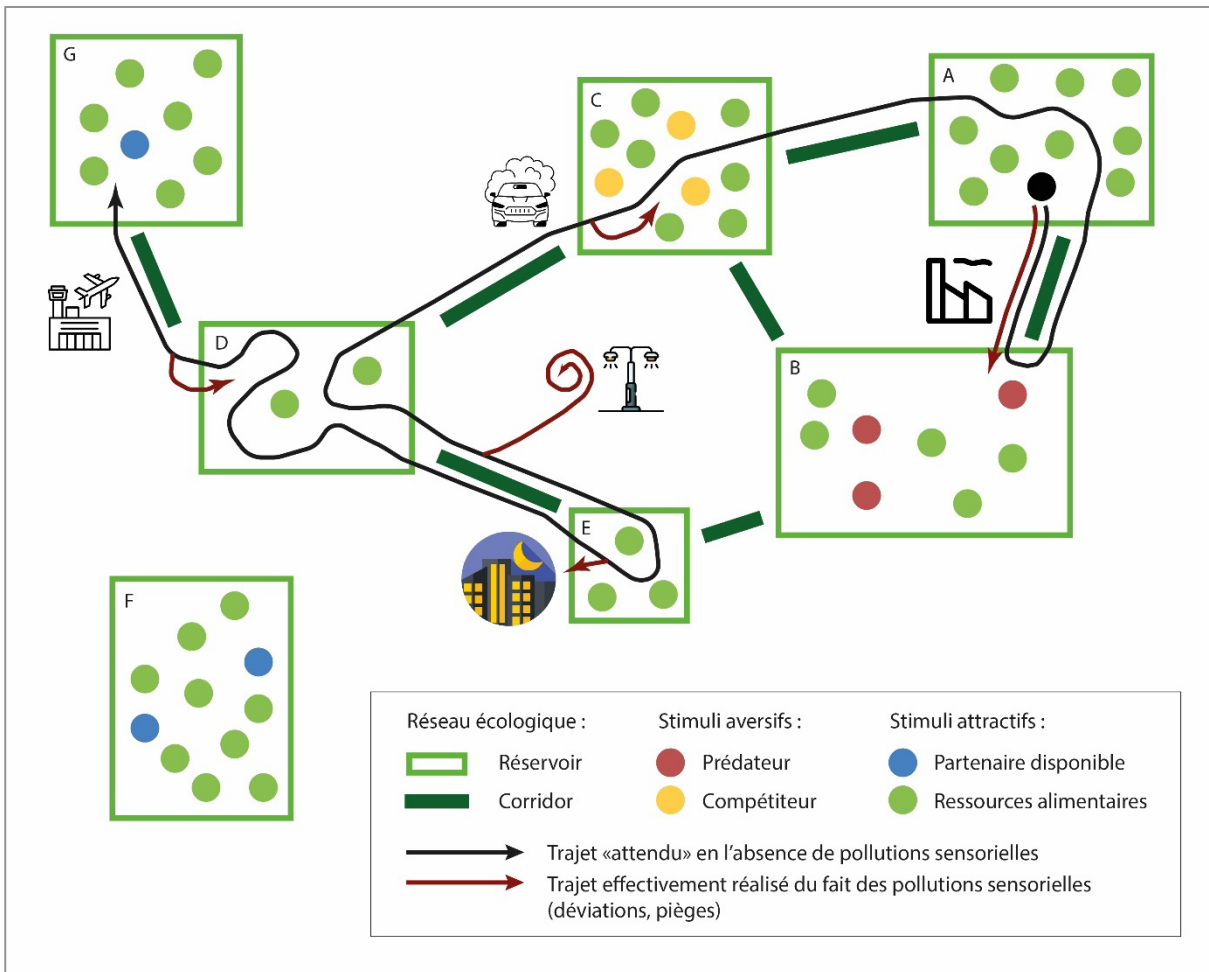 G
A
C
D
B
E
F
Réseau écologique :
Réservoir
Corridor
Stimuli aversifs :
Prédateur
Compétiteur
Stimuli attractifs :
Partenaire disponible
Ressources alimentaires
Trajet «attendu» en l’absence de pollutions sensorielles
Trajet effectivement réalisé du fait des pollutions sensorielles
(déviations, pièges)